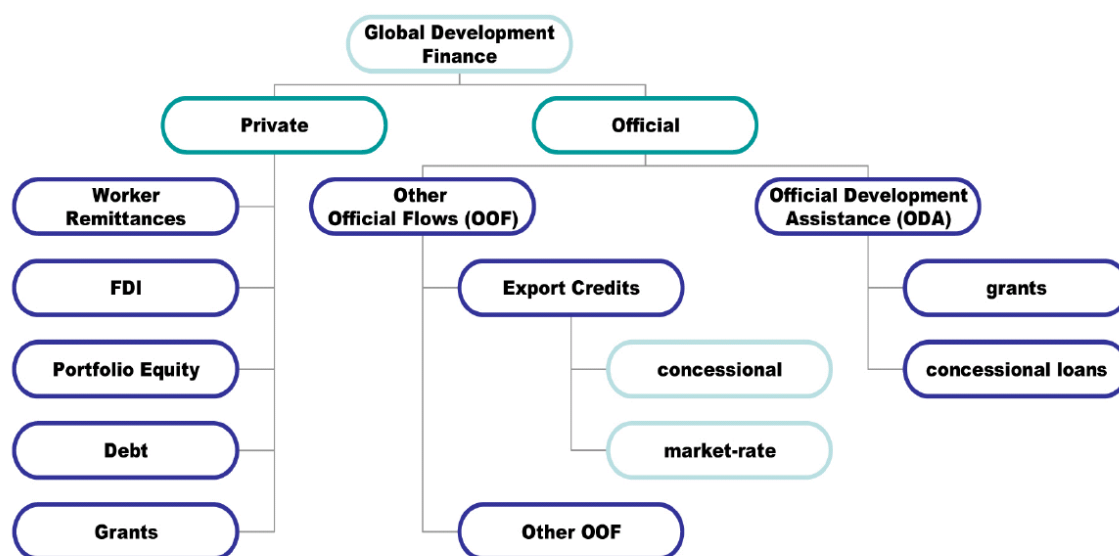 Global Development
Finance
Private
Official
Worker
Remittances
Other
Official Flows (OOF)
Official Development
Assistance (ODA)
FDI
Export Credits
grants
Portfolio Equity
concessional
concessional loans
Debt
market-rate
Grants
Other OOF